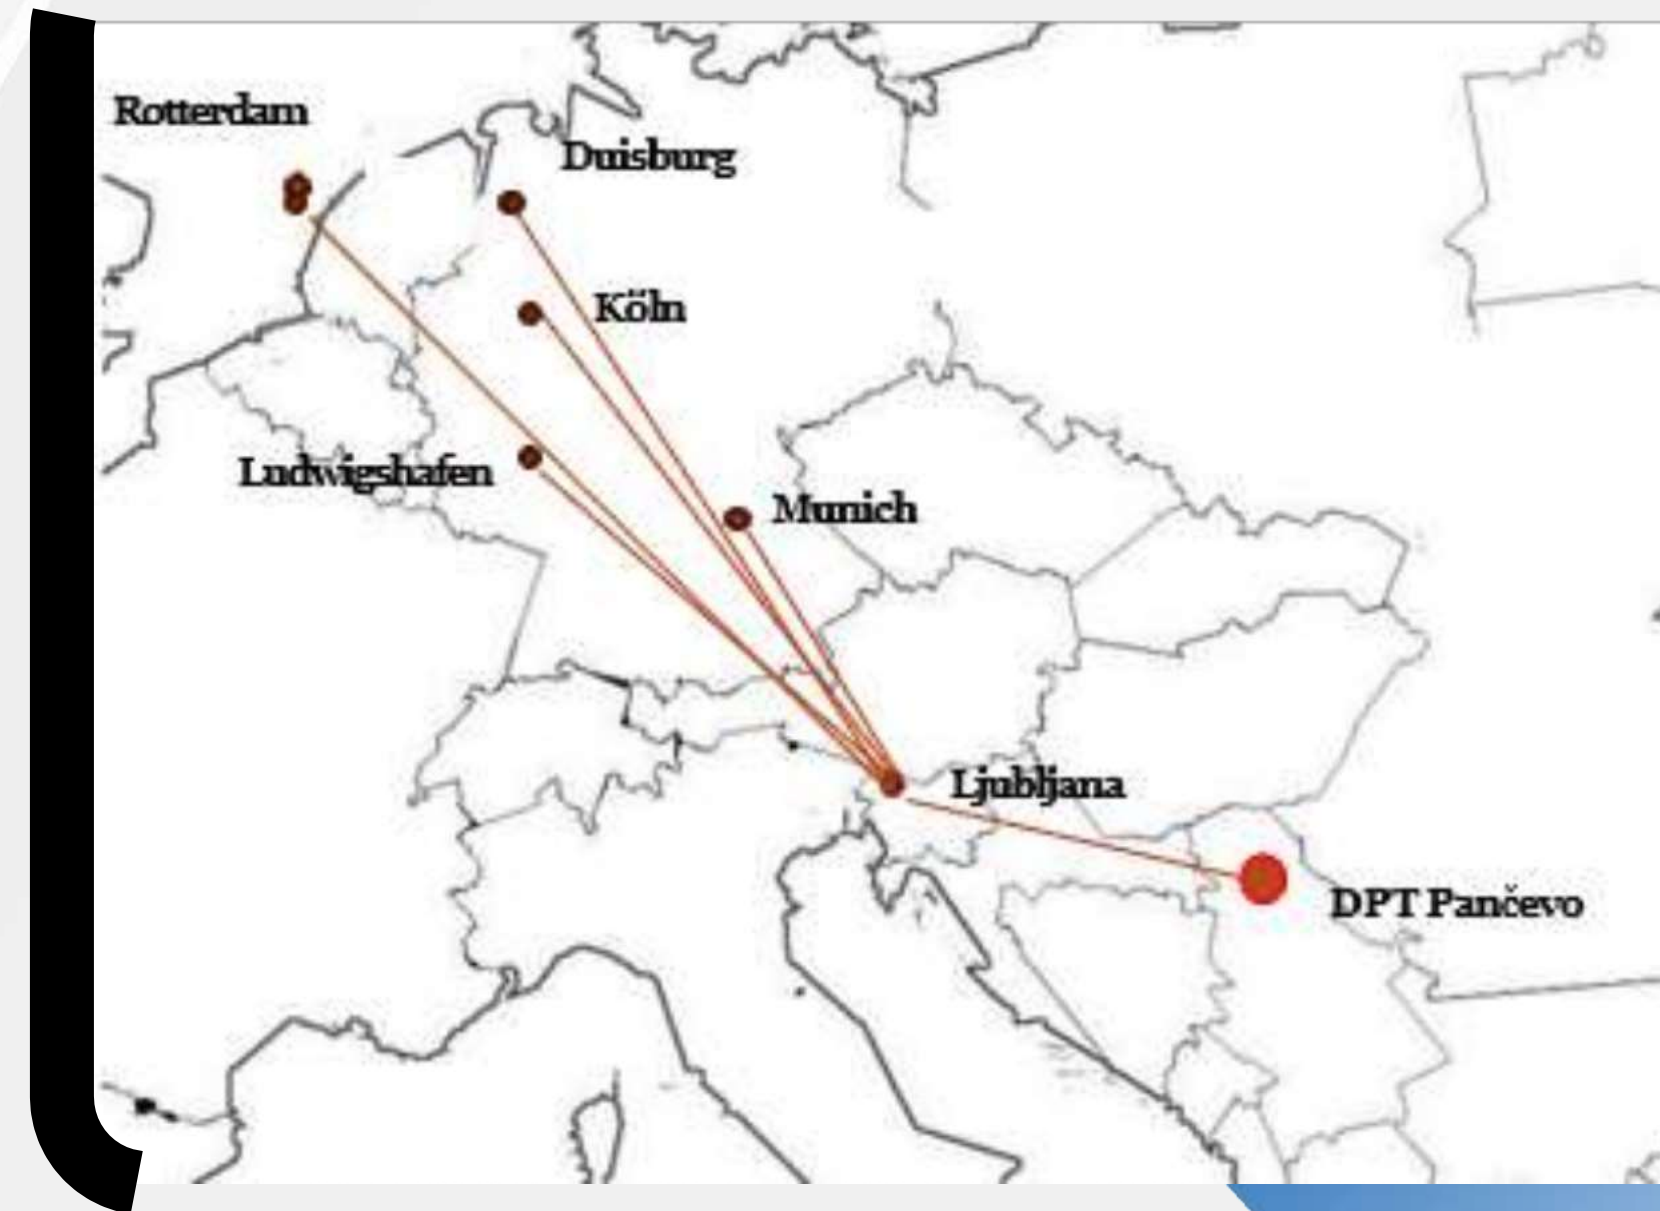 Rotterdam
Duisburg
Köln
Ludwigshafen
Munich
Ljubljana
DPT Pančevo